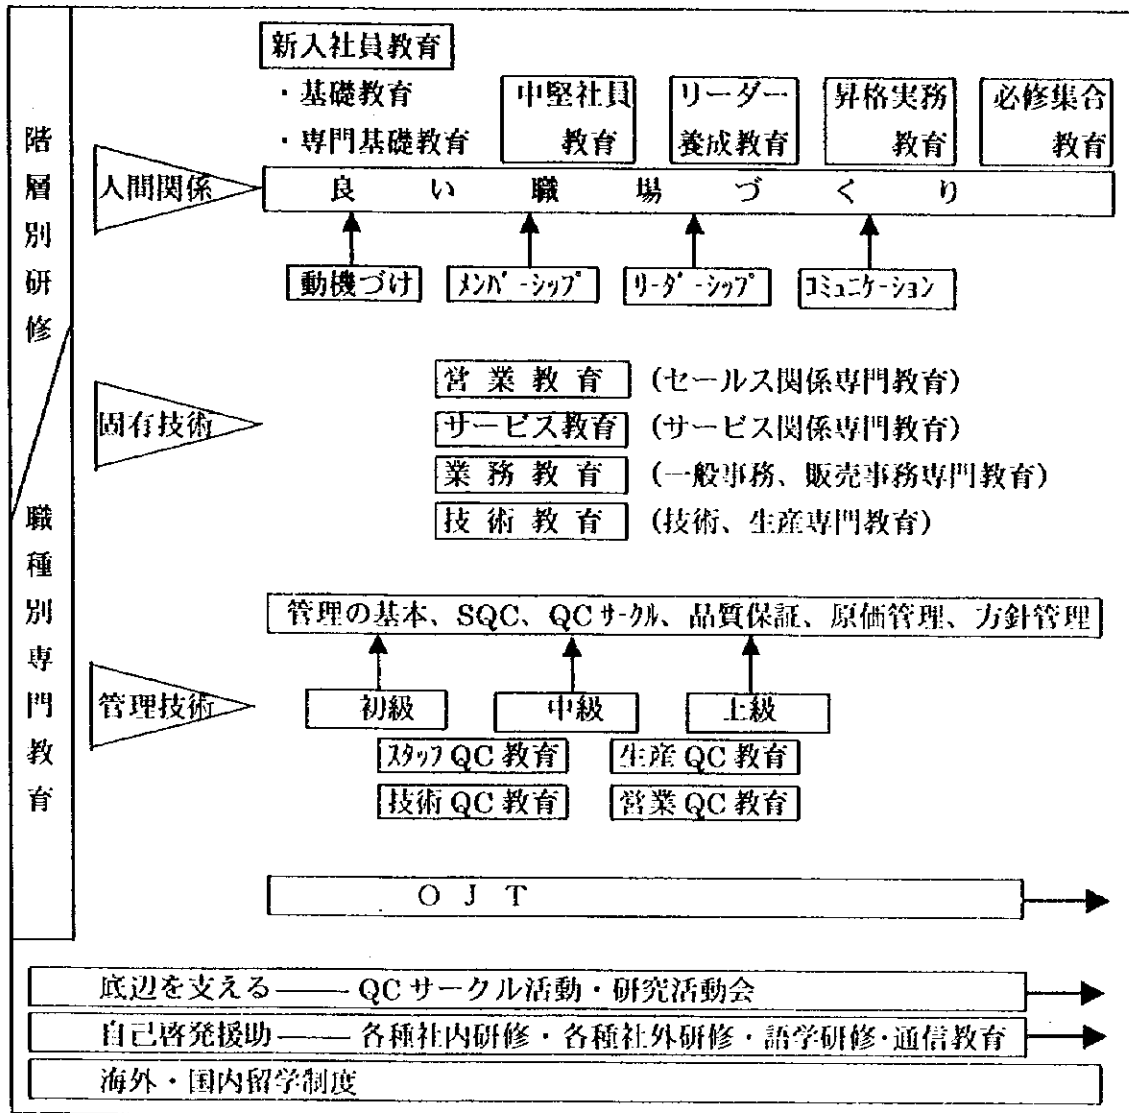 階層別研修
職種別専門教育
新入社員教育
・基礎教育
・専門基礎教育
中堅社員
教育
リーダー
養成教育
昇格実務
教育
必修集合
教育
人間関係
良い職場づくり
動機づけ
ﾒﾝﾊﾞｰｼｯﾌﾟ
ﾘｰﾀﾞｰｼｯﾌﾟ
ｺﾐｭﾆｹｰｼｮﾝ
固有技術
営業教育 (セールス関係専門教育)
サービス教育 (サービス関係専門教育)
業務教育 (一般事務、販売事務専門教育)
技術教育 (技術、生産専門教育)
管理の基本、SQC、QCｻｰｸﾙ、品質保証、原価管理、方針管理
管理技術
初級
中級
上級
ｽﾀｯﾌQC教育
生産QC教育
技術QC教育
営業QC教育
OJT
底辺を支える――QCサークル活動・研究活動会
自己啓発援助――各種社内研修・各種社外研修・語学研修・通信教育
海外・国内留学制度